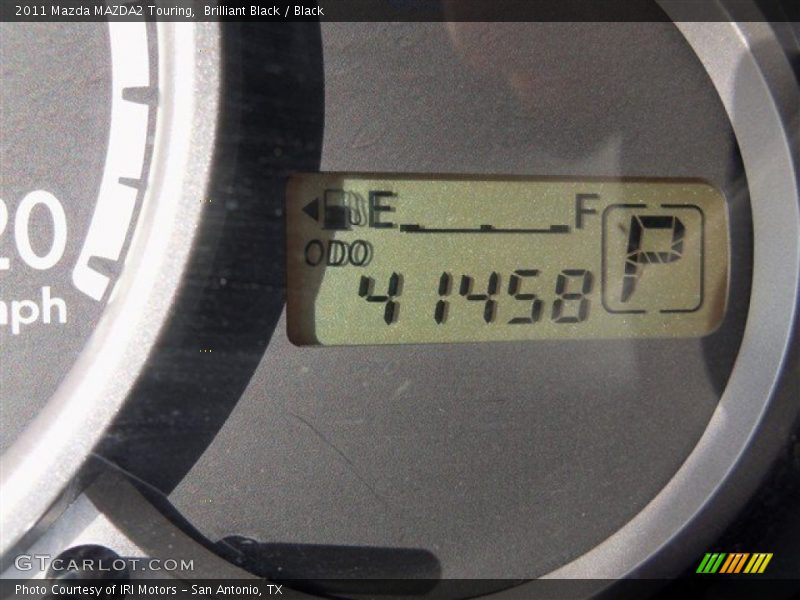 2011 Mazda MAZDA2 Touring,  Brilliant Black / Black
E F
ODO
P
41458
20
mph
GTCARLOT.COM
Photo Courtesy of IRI Motors - San Antonio, TX